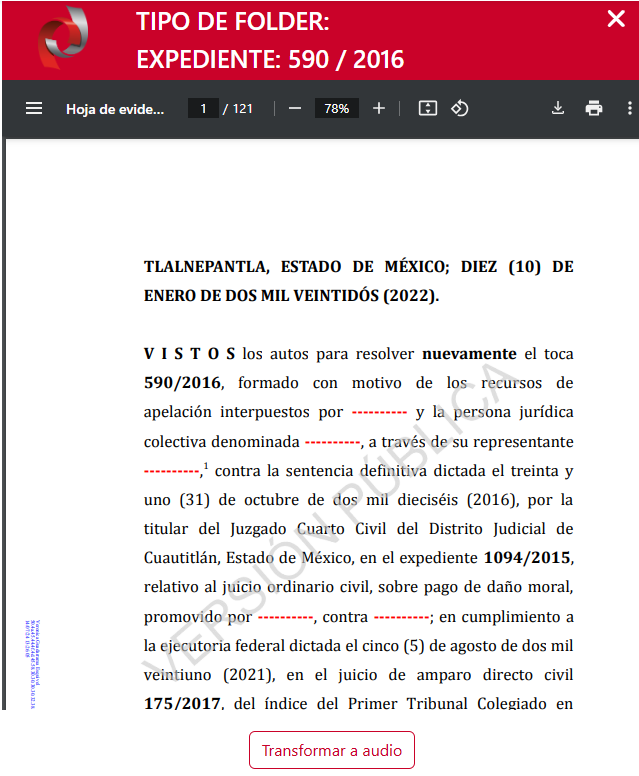 TIPO DE FOLDER:
EXPEDIENTE: 590 / 2016
Hoja de evide...
1 / 121
78%
TLALNEPANTLA, ESTADO DE MÉXICO; DIEZ (10) DE
ENERO DE DOS MIL VEINTIDÓS (2022).
V I S T O S los autos para resolver nuevamente el toca
590/2016, formado con motivo de los recursos de
apelación interpuestos por ---------- y la persona jurídica
colectiva denominada ----------, a través de su representante
----------,1 contra la sentencia definitiva dictada el treinta y
uno (31) de octubre de dos mil dieciséis (2016), por la
titular del Juzgado Cuarto Civil del Distrito Judicial de
Cuautitlán, Estado de México, en el expediente 1094/2015,
relativo al juicio ordinario civil, sobre pago de daño moral,
promovido por ----------, contra ----------; en cumplimiento a
la ejecutoria federal dictada el cinco (5) de agosto de dos mil
veintiuno (2021), en el juicio de amparo directo civil
175/2017, del índice del Primer Tribunal Colegiado en
VERSIÓN PÚBLICA
Transformar a audio